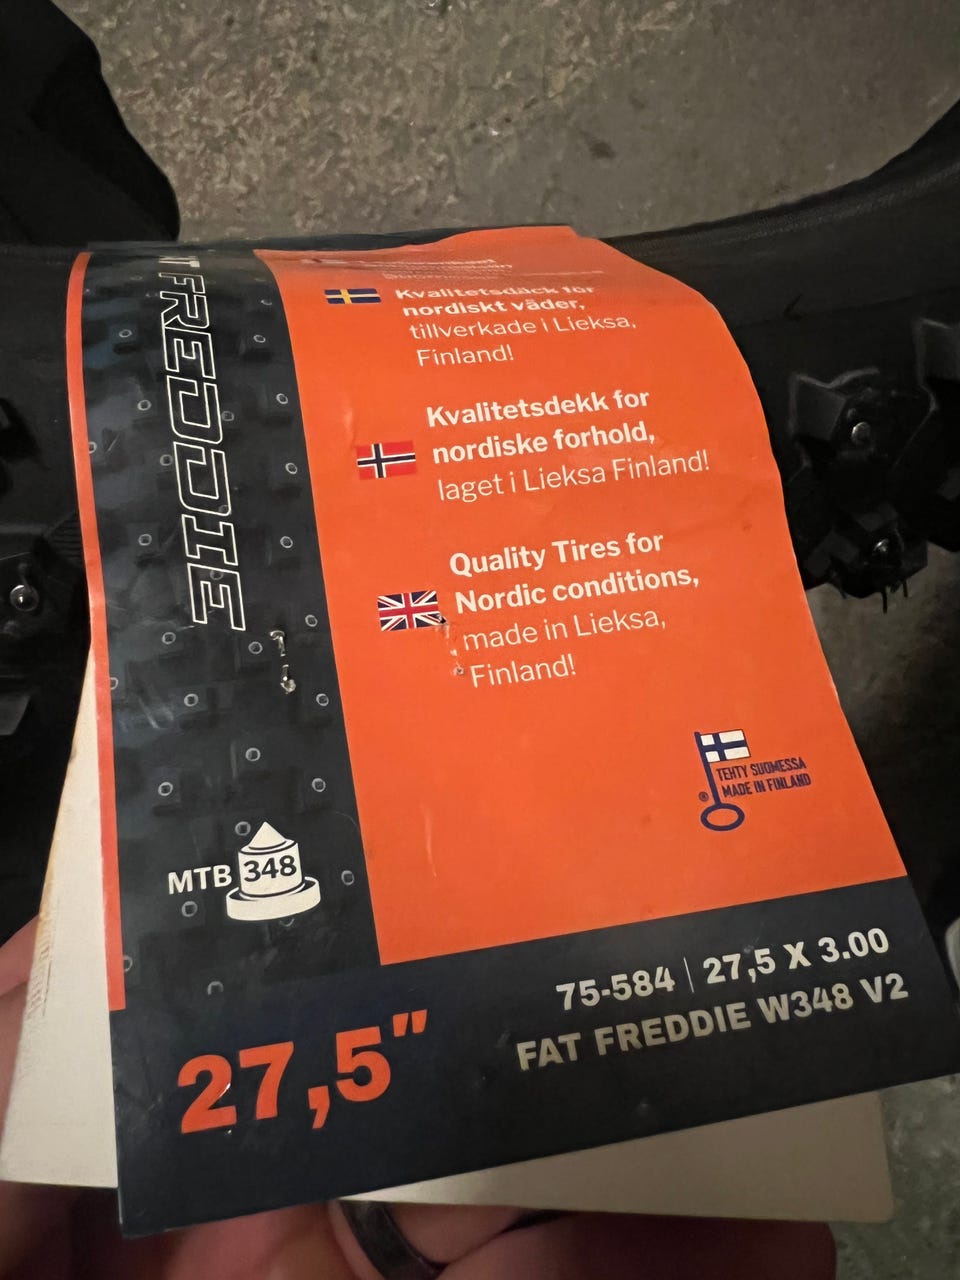 FREDDIE
Kvalitetsdäck för
nordiskt väder,
tillverkade i Lieksa,
Finland!
Kvalitetsdekk for
nordiske forhold,
laget i Lieksa Finland!
Quality Tires for
Nordic conditions,
made in Lieksa,
Finland!
® TEHTY SUOMESSA
MADE IN FINLAND
MTB 348
27,5"
75-584 | 27,5 X 3.00
FAT FREDDIE W348 V2